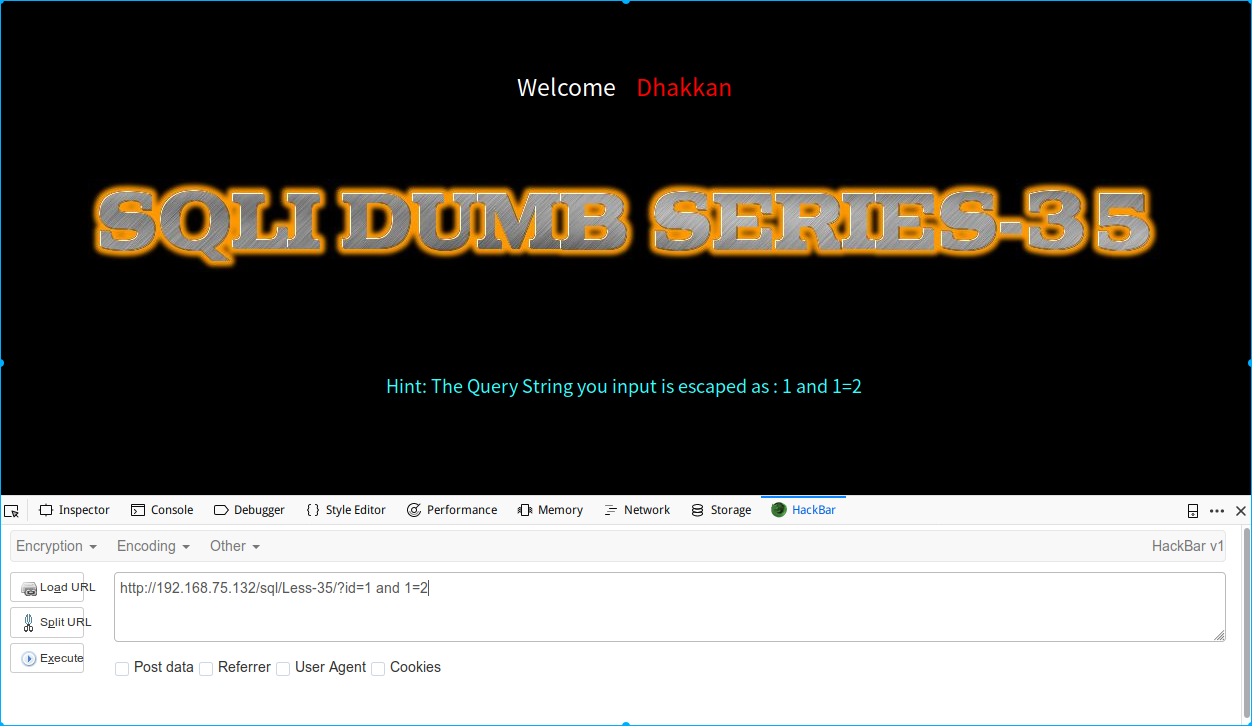 Welcome Dhakkan
SQLI DUMB SERIES-35
Hint: The Query String you input is escaped as : 1 and 1=2
Inspector Console Debugger { } Style Editor Performance Memory Network Storage HackBar
Encryption Encoding Other HackBar v1
Load URL http://192.168.75.132/sql/Less-35/?id=1 and 1=2
Split URL
Execute
Post data Referrer User Agent Cookies